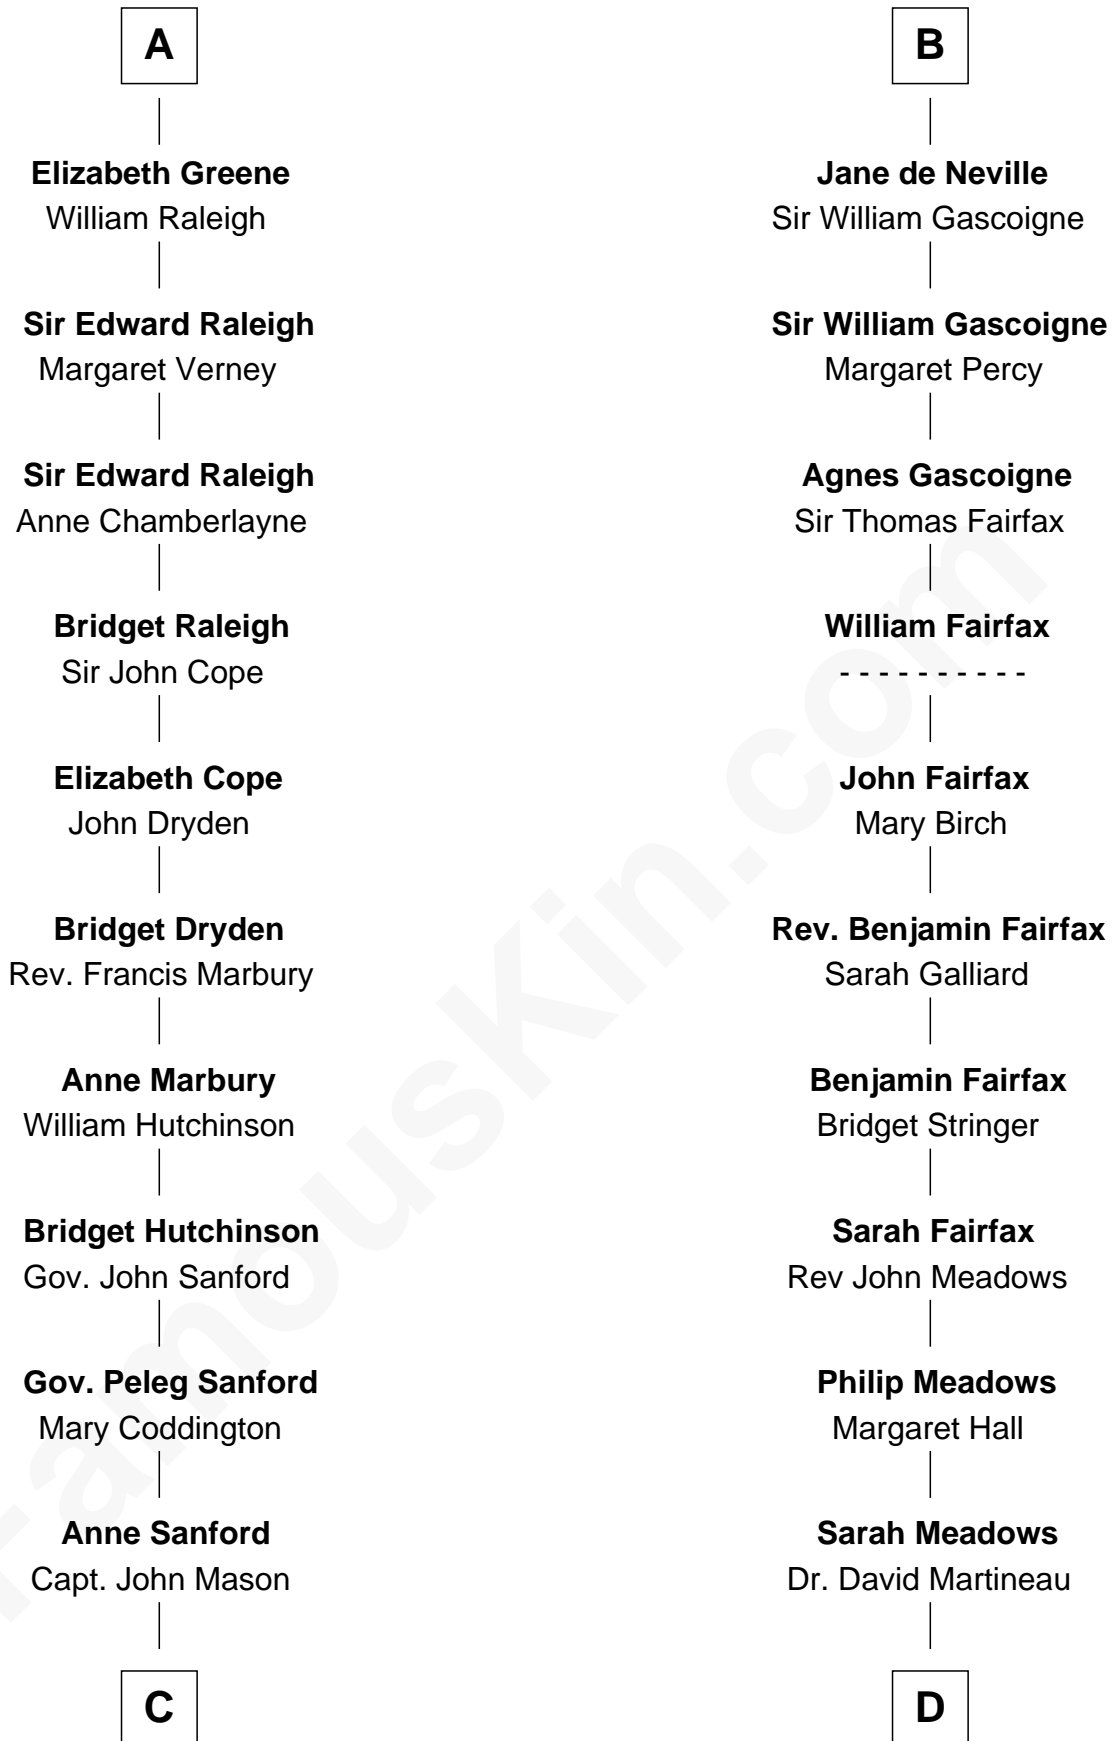 A
Elizabeth Greene
William Raleigh
Sir Edward Raleigh
Margaret Verney
Sir Edward Raleigh
Anne Chamberlayne
Bridget Raleigh
Sir John Cope
Elizabeth Cope
John Dryden
Bridget Dryden
Rev. Francis Marbury
Anne Marbury
William Hutchinson
Bridget Hutchinson
Gov. John Sanford
Gov. Peleg Sanford
Mary Coddington
Anne Sanford
Capt. John Mason
C
B
Jane de Neville
Sir William Gascoigne
Sir William Gascoigne
Margaret Percy
Agnes Gascoigne
Sir Thomas Fairfax
William Fairfax
- - - - - - - - - -
John Fairfax
Mary Birch
Rev. Benjamin Fairfax
Sarah Galliard
Benjamin Fairfax
Bridget Stringer
Sarah Fairfax
Rev John Meadows
Philip Meadows
Margaret Hall
Sarah Meadows
Dr. David Martineau
D
FamousKin.com